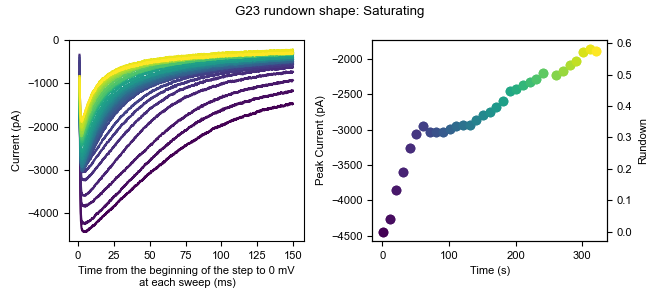 G23 rundown shape: Saturating
0
−1000
−2000
−3000
−4000
Current (pA)
0 25 50 75 100 125 150
Time from the beginning of the step to 0 mV
at each sweep (ms)
−2000
−2500
−3000
−3500
−4000
−4500
Peak Current (pA)
0 100 200 300
Time (s)
0.6
0.5
0.4
0.3
0.2
0.1
0.0
Rundown